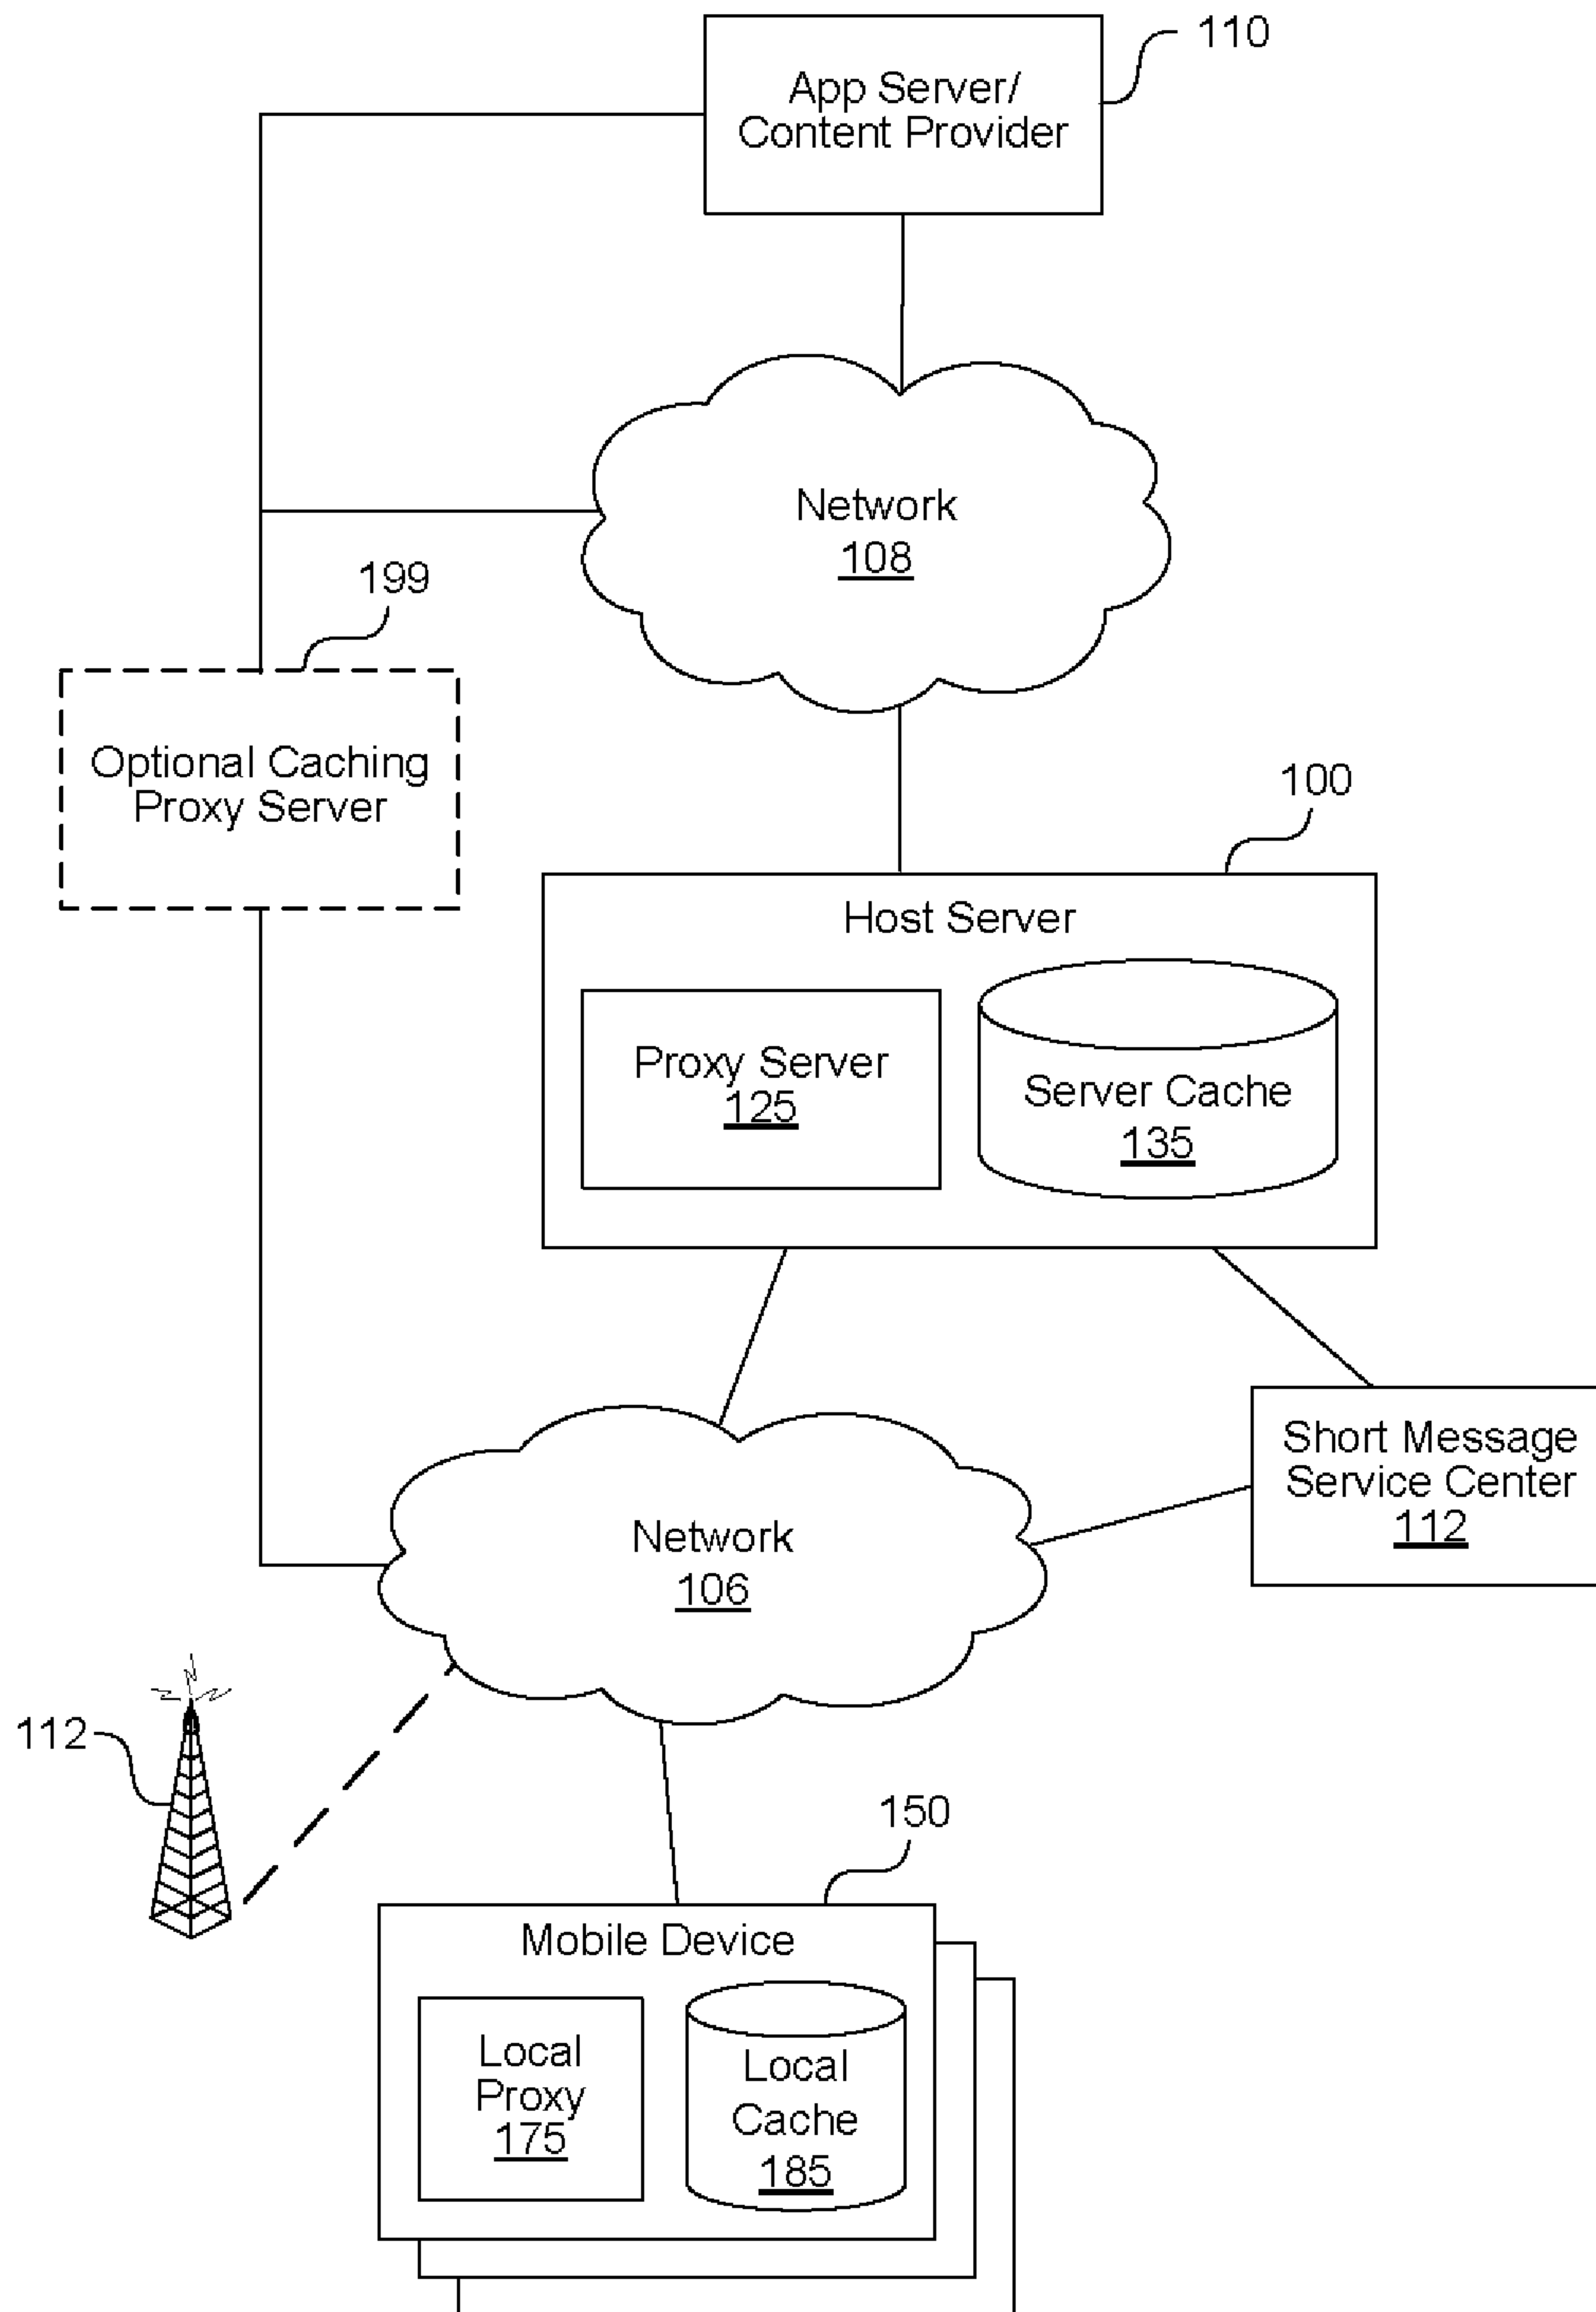 110
App Server/
Content Provider
Network
108
199
Optional Caching
Proxy Server
100
Host Server
Proxy Server
125
Server Cache
135
Short Message
Service Center
112
Network
106
112
150
Mobile Device
Local
Proxy
175
Local
Cache
185